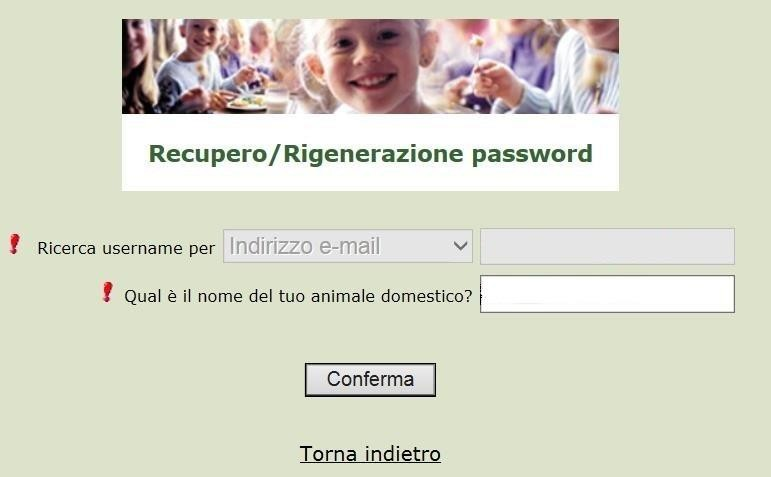 Recupero/Rigenerazione password
Ricerca username per Indirizzo e-mail
Qual è il nome del tuo animale domestico?
Conferma
Torna indietro